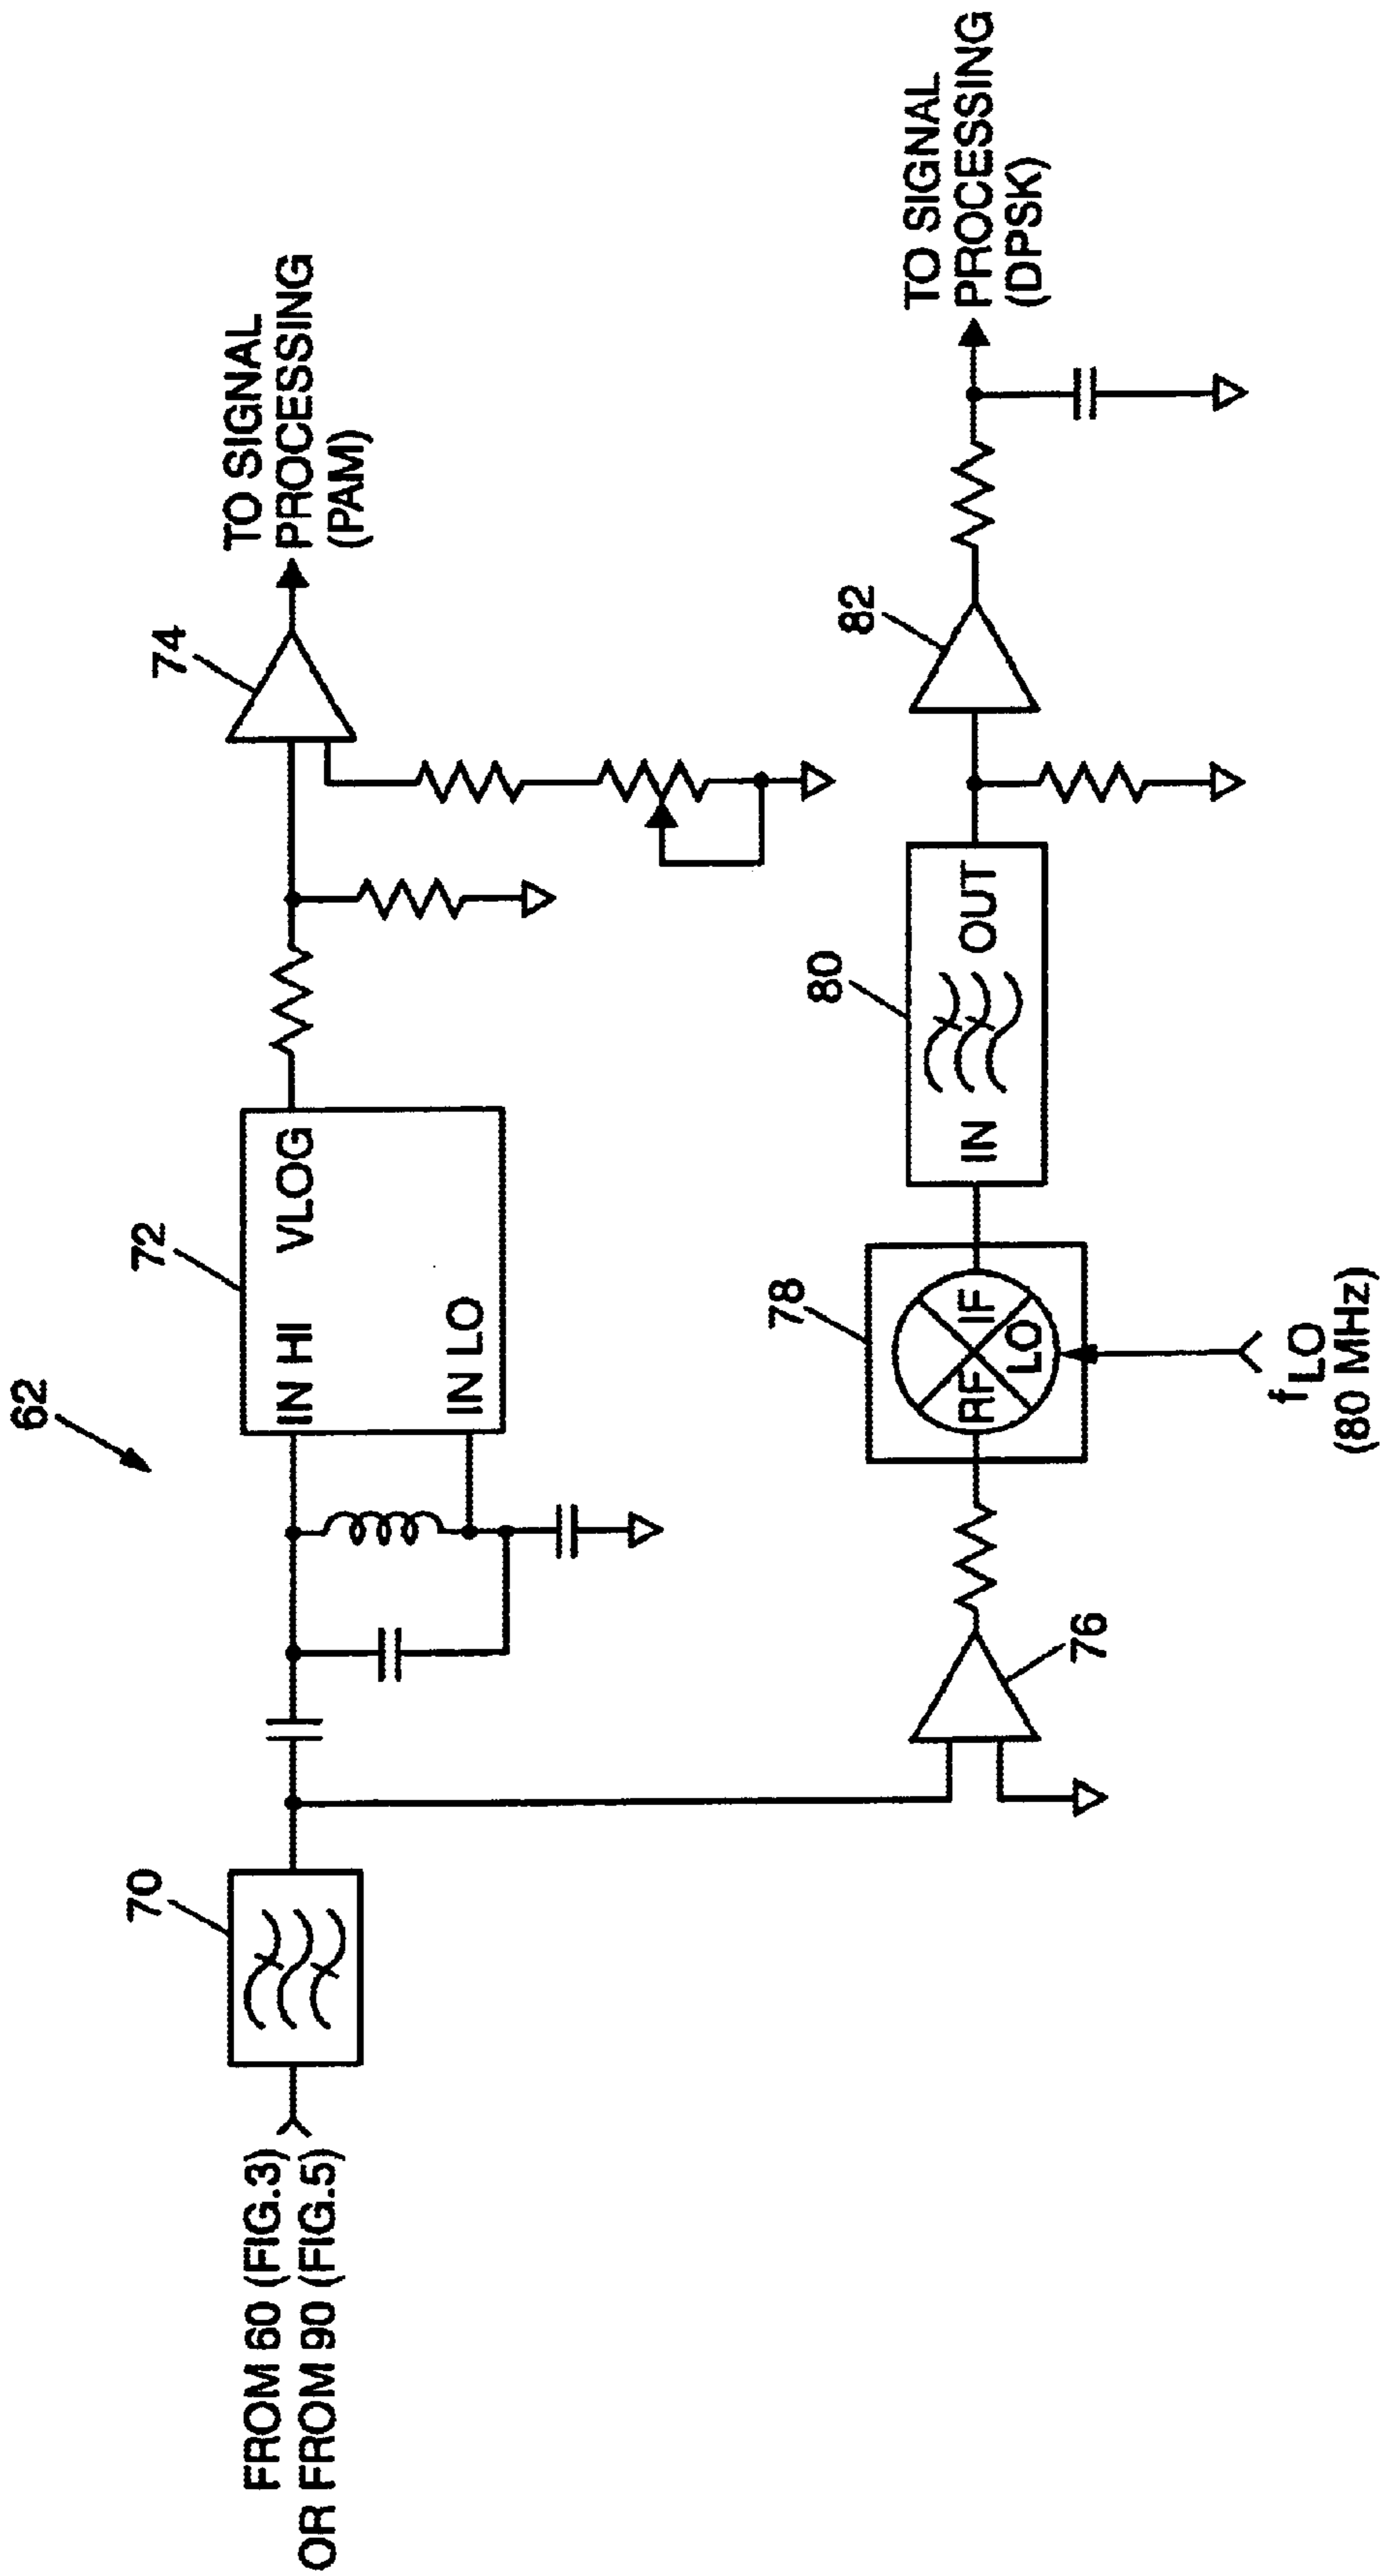 62
FROM 60 (FIG.3)
OR FROM 90 (FIG.5)
70
72
IN HI
VLOG
IN LO
74
TO SIGNAL
PROCESSING
(PAM)
76
78
RF
IF
LO
fLO
(80 MHz)
80
IN
OUT
82
TO SIGNAL
PROCESSING
(DPSK)